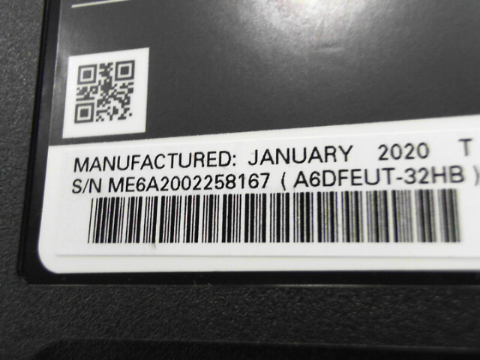 MANUFACTURED: JANUARY 2020 T
S/N ME6A2002258167 ( A6DFEUT-32HB )